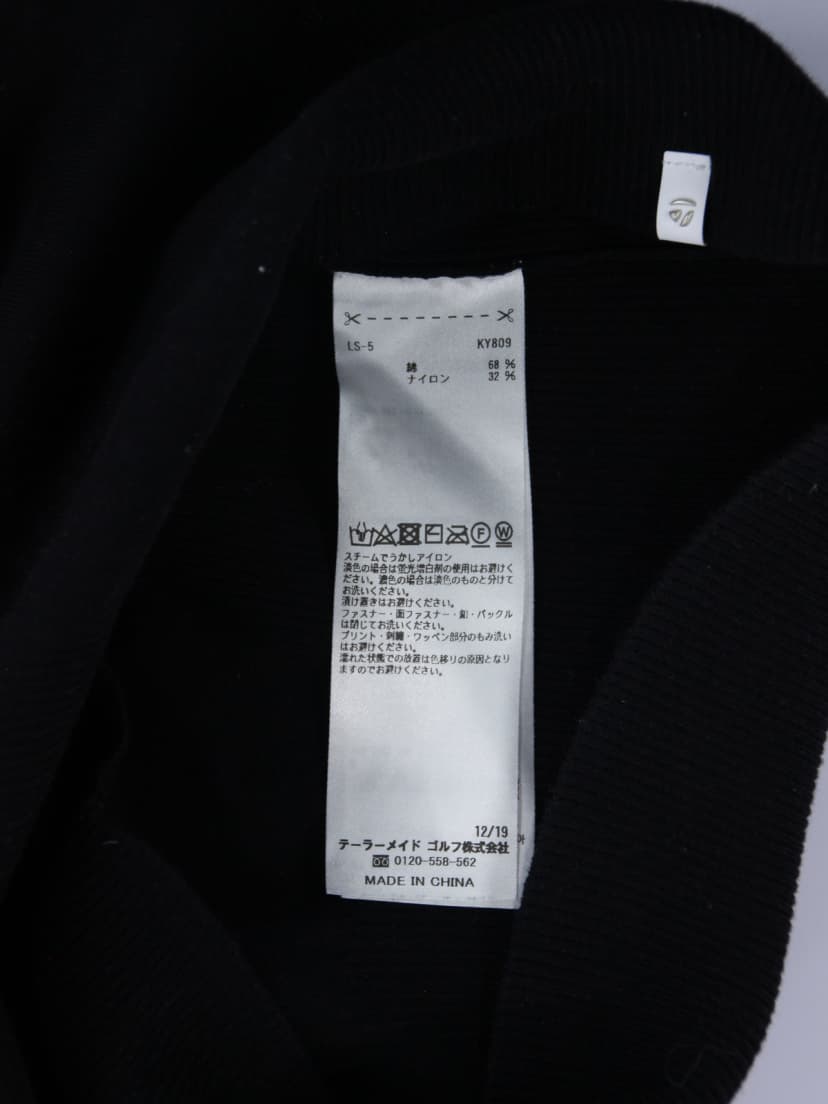 LS-5 KY809
綿 68 %
ナイロン 32 %
F W
スチームでうかしアイロン
淡色の場合は蛍光増白剤の使用はお避けく
ださい。濃色の場合は淡色のものと分けて
お洗いください。
漬け置きはお避けください。
ファスナー・面ファスナー・釦・バックル
は閉じてお洗いください。
プリント・刺繍・ワッペン部分のもみ洗い
はお避けください。
濡れた状態での放置は色移りの原因となり
ますのでお避けください。
12/19
テーラーメイド ゴルフ株式会社
0120-558-562
MADE IN CHINA